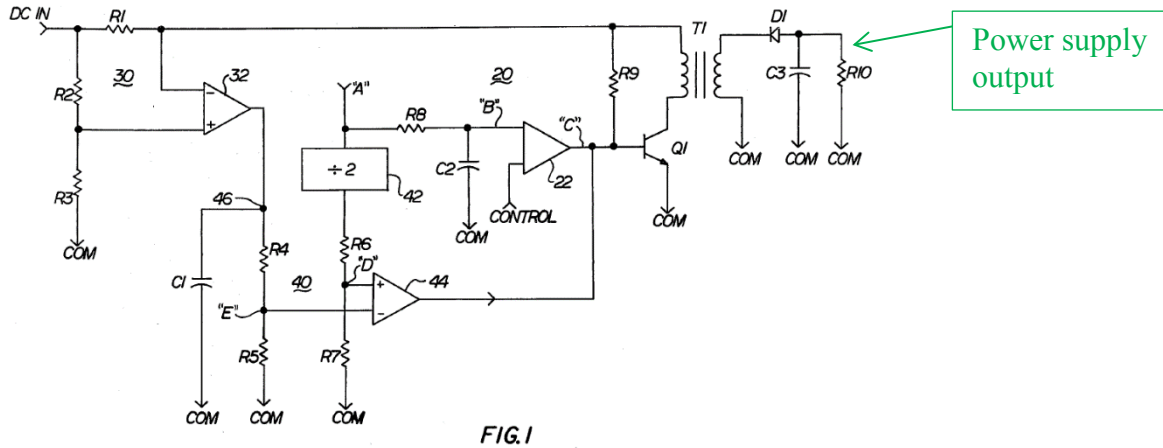 DC IN
R1
R2
30
32
-
+
R3
COM
46
C1
R4
"E"
R5
COM
COM
40
"A"
÷2
42
R6
"D"
44
+
-
R7
COM
R8
20
"B"
C2
COM
CONTROL
22
"C"
R9
Q1
COM
T1
COM
D1
C3
COM
R10
COM
Power supply
output
FIG. 1